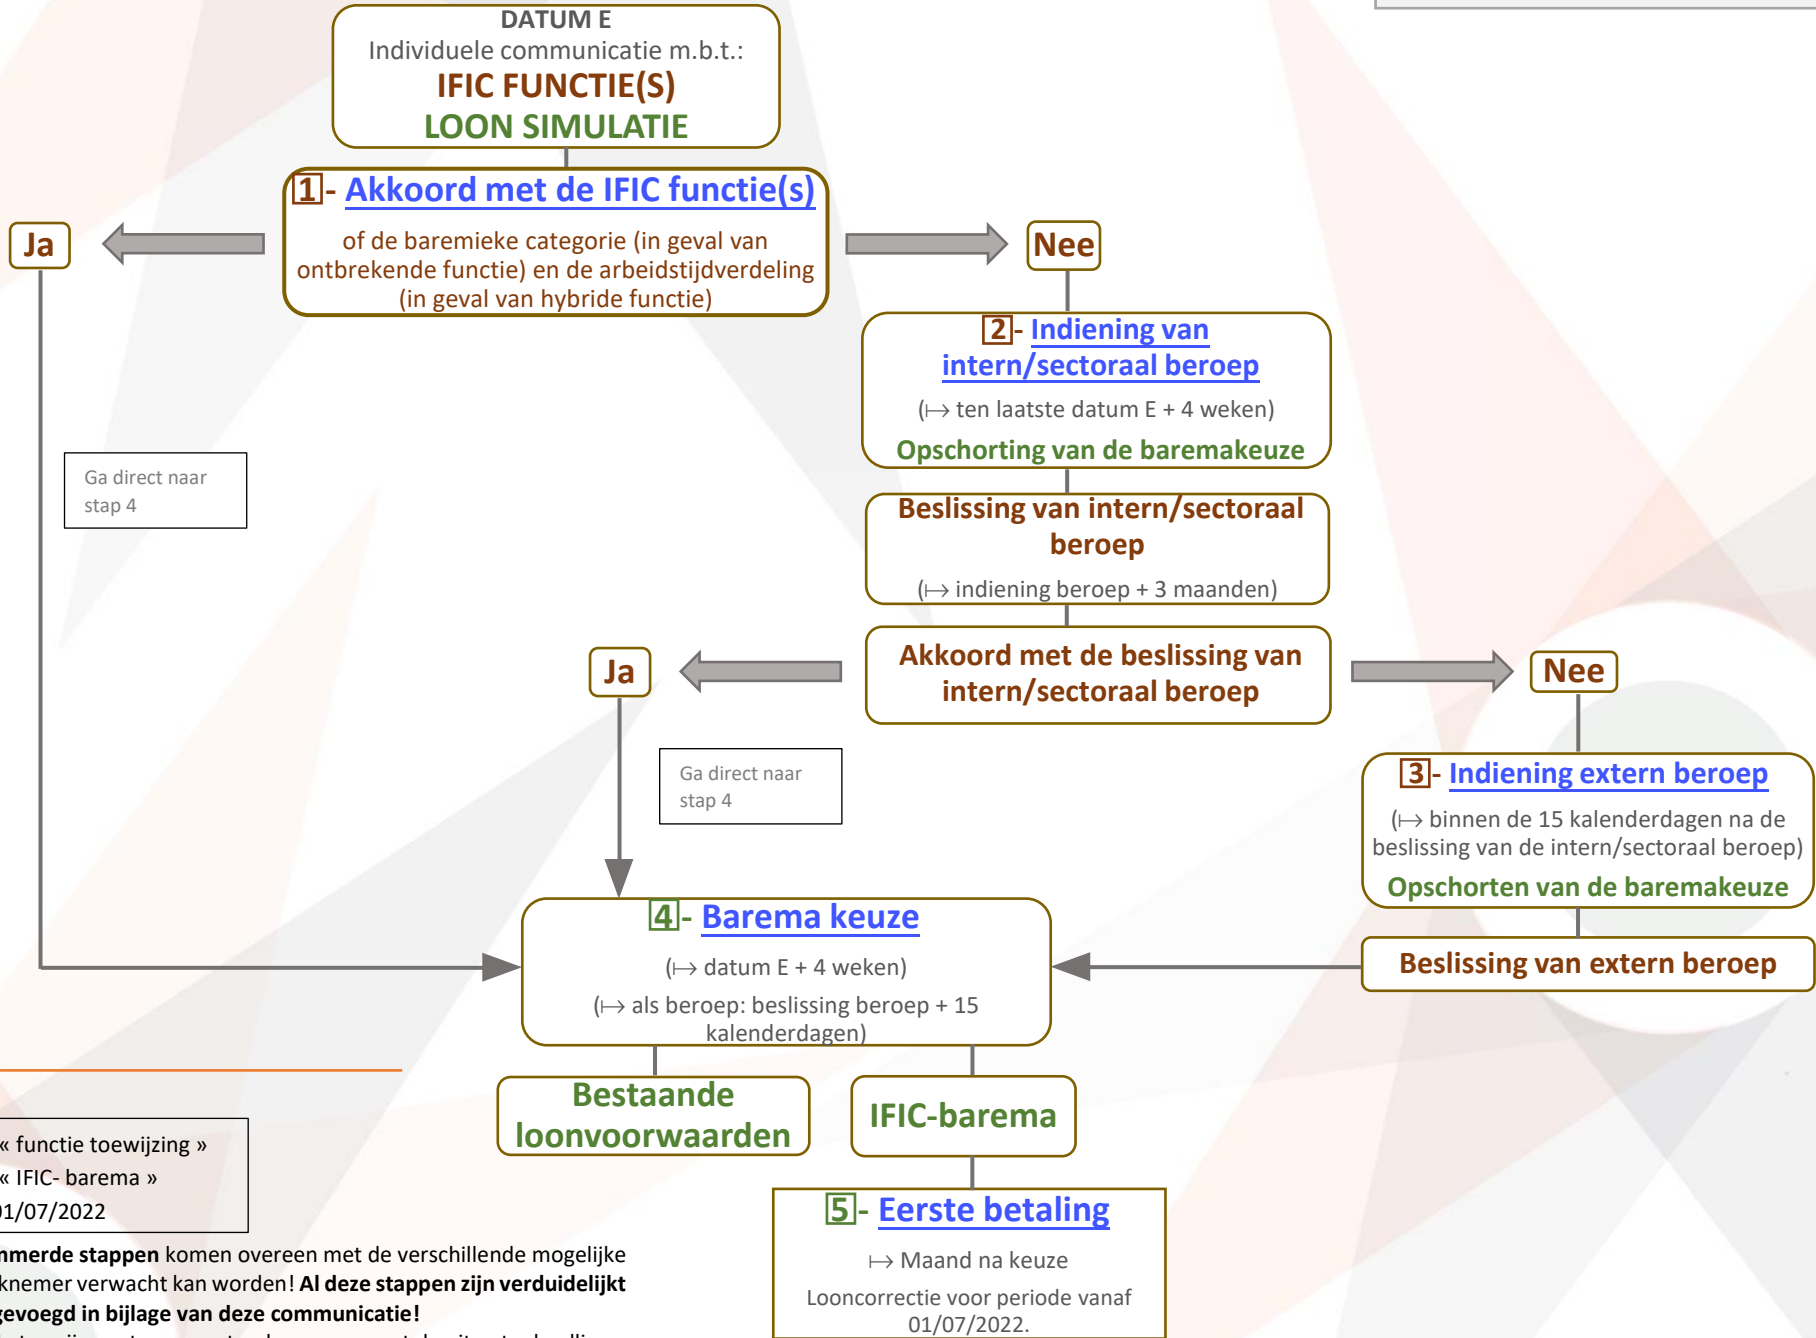 DATUM E
Individuele communicatie m.b.t.:
IFIC FUNCTIE(S)
LOON SIMULATIE
1- Akkoord met de IFIC functie(s)
of de baremieke categorie (in geval van
ontbrekende functie) en de arbeidstijdverdeling
(in geval van hybride functie)
Ja
Nee
2- Indiening van
intern/sectoraal beroep
(↦ ten laatste datum E + 4 weken)
Opschorting van de baremakeuze
Ga direct naar
stap 4
Beslissing van intern/sectoraal
beroep
(↦ indiening beroep + 3 maanden)
Akkoord met de beslissing van
intern/sectoraal beroep
Ja
Nee
Ga direct naar
stap 4
3- Indiening extern beroep
(↦ binnen de 15 kalenderdagen na de
beslissing van de intern/sectoraal beroep)
Opschorten van de baremakeuze
Beslissing van extern beroep
4- Barema keuze
(↦ datum E + 4 weken)
(↦ als beroep: beslissing beroep + 15
kalenderdagen)
Bestaande
loonvoorwaarden
IFIC-barema
5- Eerste betaling
↦ Maand na keuze
Looncorrectie voor periode vanaf
01/07/2022.
« functie toewijzing »
« IFIC- barema »
01/07/2022
nmerde stappen komen overeen met de verschillende mogelijke
knemer verwacht kan worden! Al deze stappen zijn verduidelijkt
gevoegd in bijlage van deze communicatie!